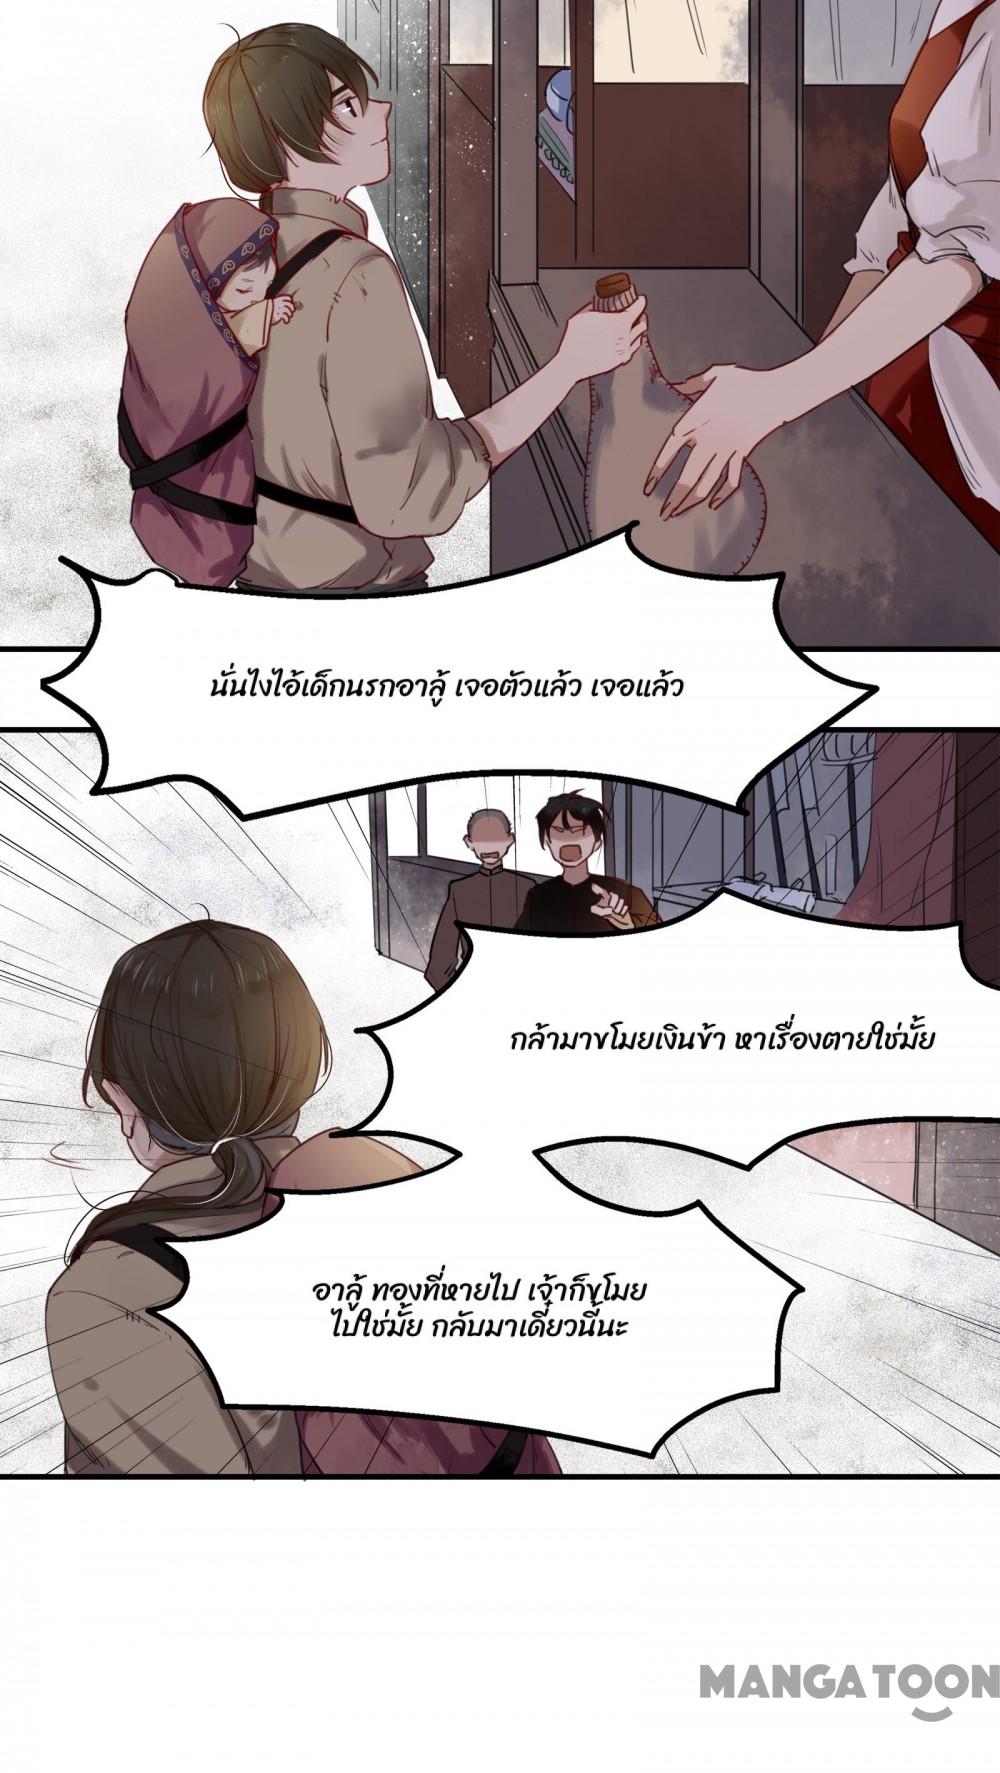 นั่นไงไอ้เด็กนรกอาลู้ เจอตัวแล้ว เจอแล้ว
กล้ามาขโมยเงินข้า หาเรื่องตายใช่มั้ย
อาลู้ ทองที่หายไป เจ้าก็ขโมย
ไปใช่มั้ย กลับมาเดี๋ยวนี้นะ
MANGATOON